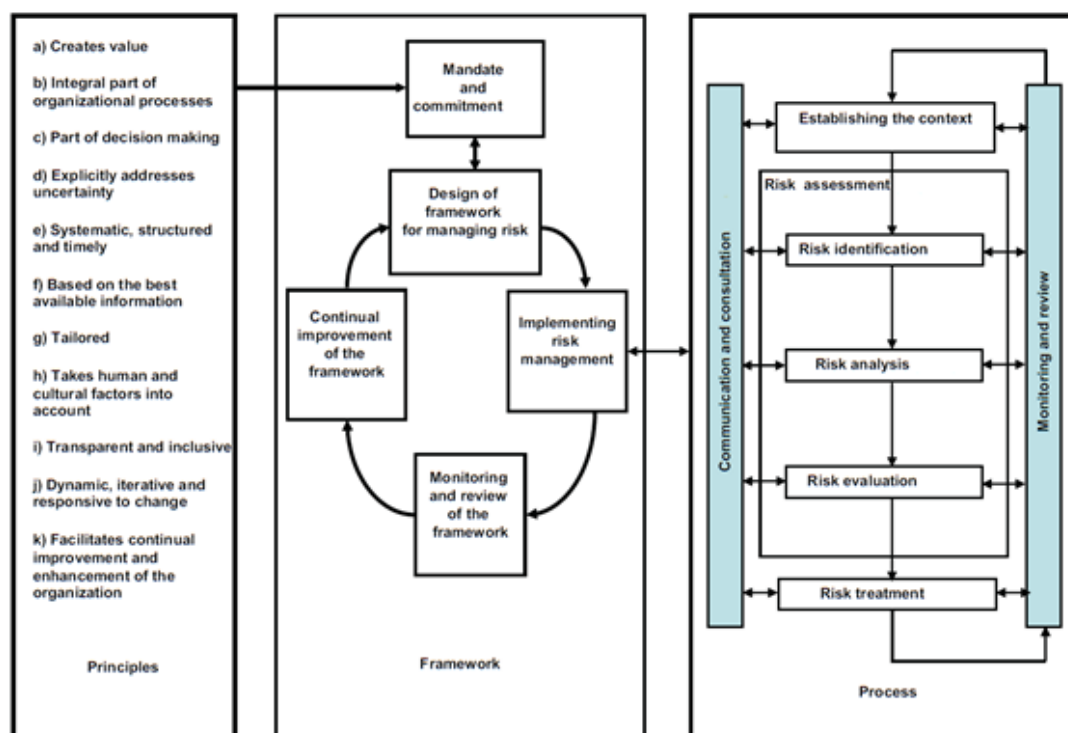 a) Creates value
b) Integral part of
organizational processes
c) Part of decision making
d) Explicitly addresses
uncertainty
e) Systematic, structured
and timely
f) Based on the best
available information
g) Tailored
h) Takes human and
cultural factors into
account
i) Transparent and inclusive
j) Dynamic, iterative and
responsive to change
k) Facilitates continual
improvement and
enhancement of the
organization
Principles
Mandate
and
commitment
Design of
framework
for managing risk
Continual
improvement
of the
framework
Implementing
risk
management
Monitoring
and review
of the
framework
Framework
Communication and consultation
Establishing the context
Risk assessment
Risk identification
Risk analysis
Risk evaluation
Risk treatment
Monitoring and review
Process